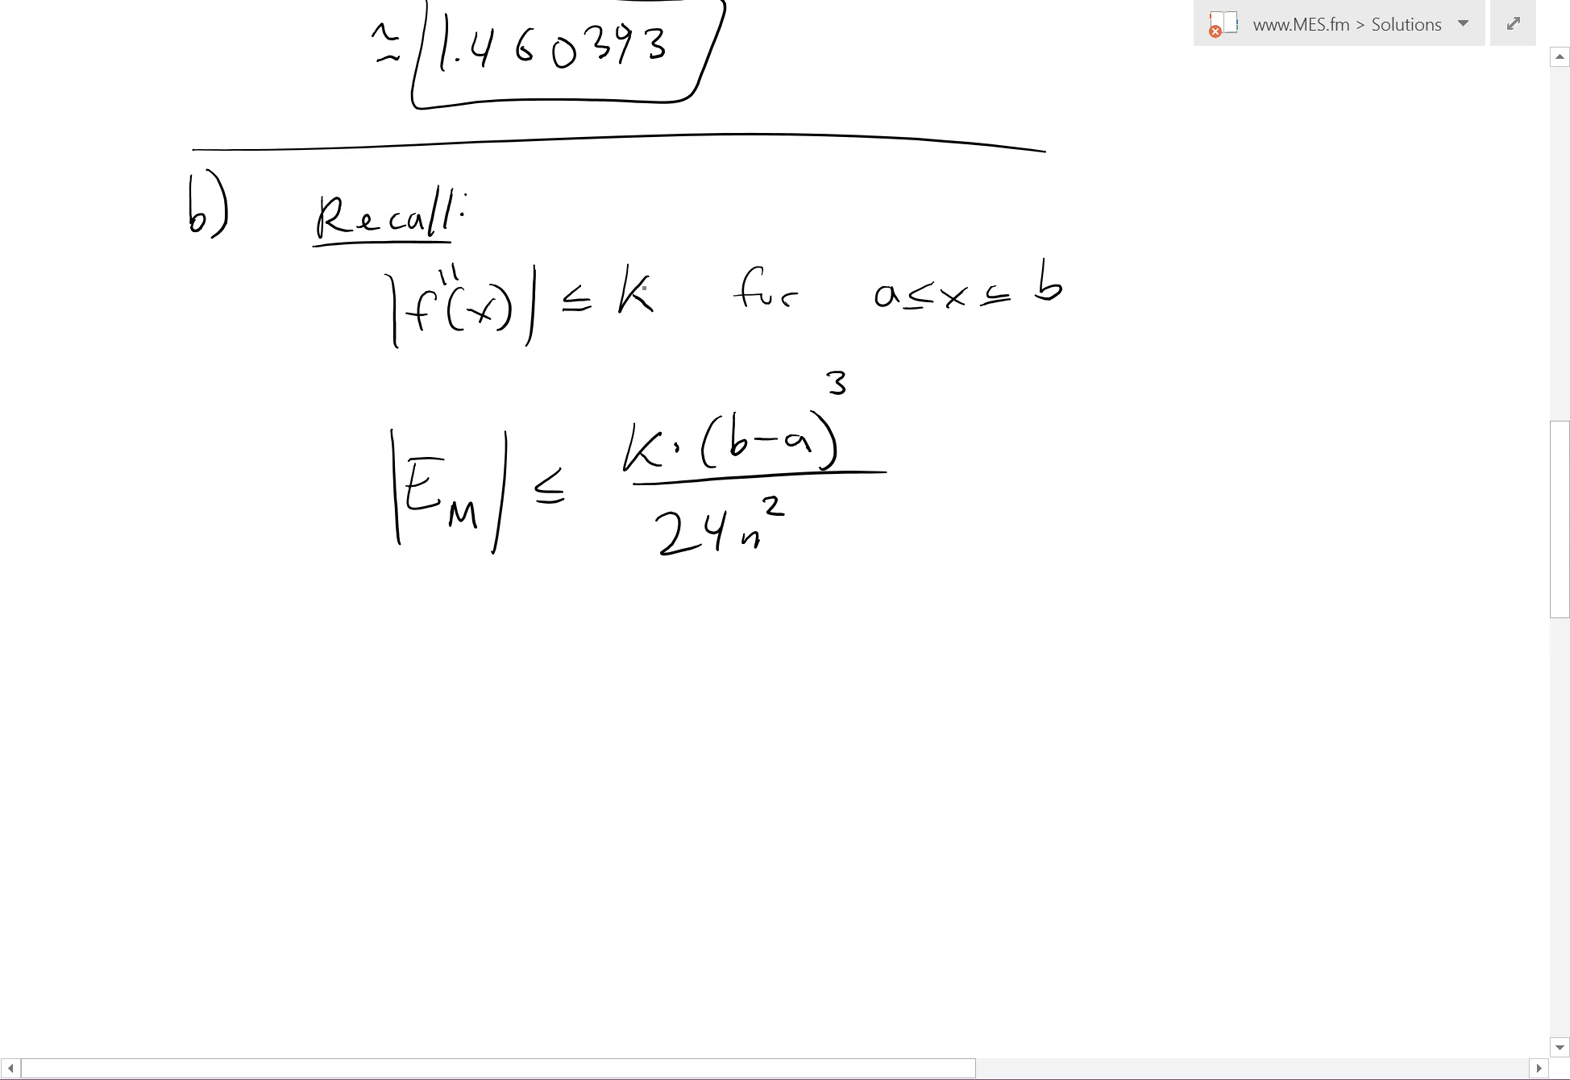 www.MES.fm > Solutions
≈ 1.460393
b) Recall:
|f''(x)| ≤ K for a ≤ x ≤ b
|E_M| ≤ K·(b-a)^3 / 24n^2